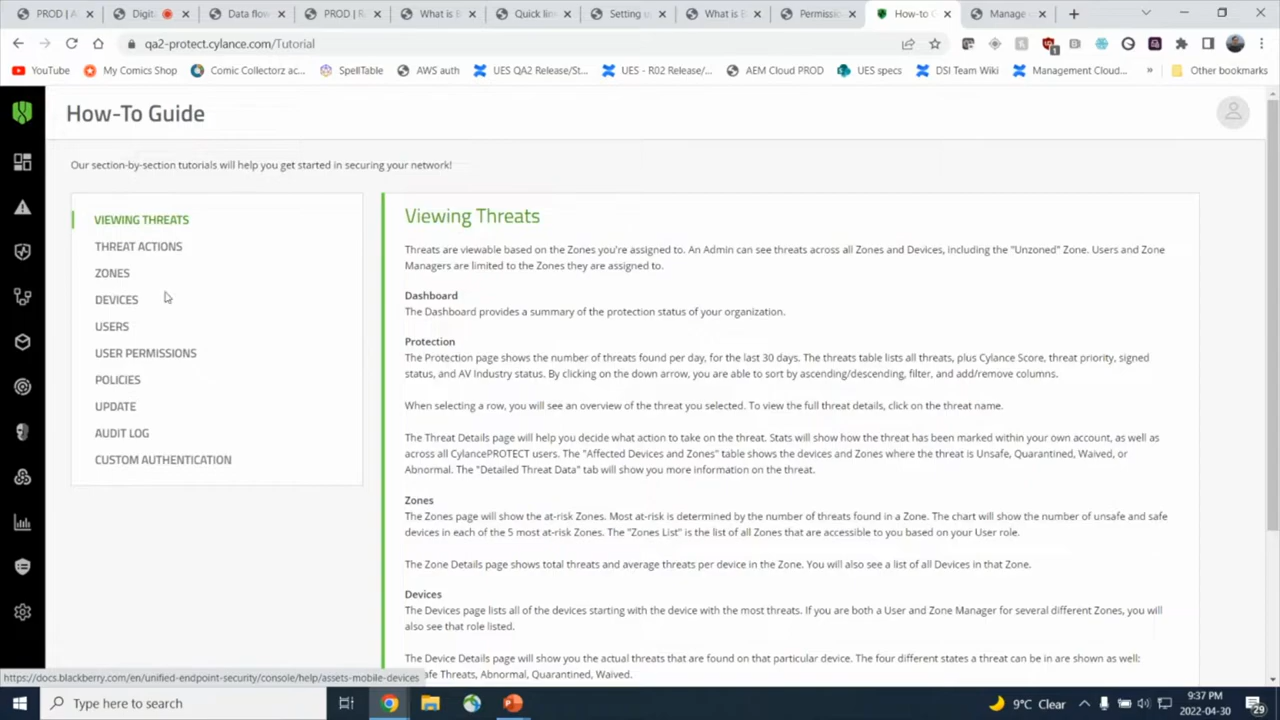 PROD | A
Digit
Data flow
PROD | R
What is B
Quick lin
Setting u
What is B
Permissio
How-to G
Manage c
qa2-protect.cylance.com/Tutorial
YouTube
My Comics Shop
Comic Collectorz ac...
SpellTable
AWS auth
UES QA2 Release/St...
UES - R02 Release/...
AEM Cloud PROD
UES specs
DSI Team Wiki
Management Cloud...
»
Other bookmarks
How-To Guide
Our section-by-section tutorials will help you get started in securing your network!
VIEWING THREATS
THREAT ACTIONS
ZONES
DEVICES
USERS
USER PERMISSIONS
POLICIES
UPDATE
AUDIT LOG
CUSTOM AUTHENTICATION
Viewing Threats
Threats are viewable based on the Zones you're assigned to. An Admin can see threats across all Zones and Devices, including the "Unzoned" Zone. Users and Zone
Managers are limited to the Zones they are assigned to.
Dashboard
The Dashboard provides a summary of the protection status of your organization.
Protection
The Protection page shows the number of threats found per day, for the last 30 days. The threats table lists all threats, plus Cylance Score, threat priority, signed
status, and AV Industry status. By clicking on the down arrow, you are able to sort by ascending/descending, filter, and add/remove columns.
When selecting a row, you will see an overview of the threat you selected. To view the full threat details, click on the threat name.
The Threat Details page will help you decide what action to take on the threat. Stats will show how the threat has been marked within your own account, as well as
across all CylancePROTECT users. The "Affected Devices and Zones" table shows the devices and Zones where the threat is Unsafe, Quarantined, Waived, or
Abnormal. The "Detailed Threat Data" tab will show you more information on the threat.
Zones
The Zones page will show the at-risk Zones. Most at-risk is determined by the number of threats found in a Zone. The chart will show the number of unsafe and safe
devices in each of the 5 most at-risk Zones. The "Zones List" is the list of all Zones that are accessible to you based on your User role.
The Zone Details page shows total threats and average threats per device in the Zone. You will also see a list of all Devices in that Zone.
Devices
The Devices page lists all of the devices starting with the device with the most threats. If you are both a User and Zone Manager for several different Zones, you will
also see that role listed.
The Device Details page will show you the actual threats that are found on that particular device. The four different states a threat can be in are shown as well:
afe Threats, Abnormal, Quarantined, Waived.
https://docs.blackberry.com/en/unified-endpoint-security/console/help/assets-mobile-devices
Type here to search
9°C Clear
9:37 PM
2022-04-30
29